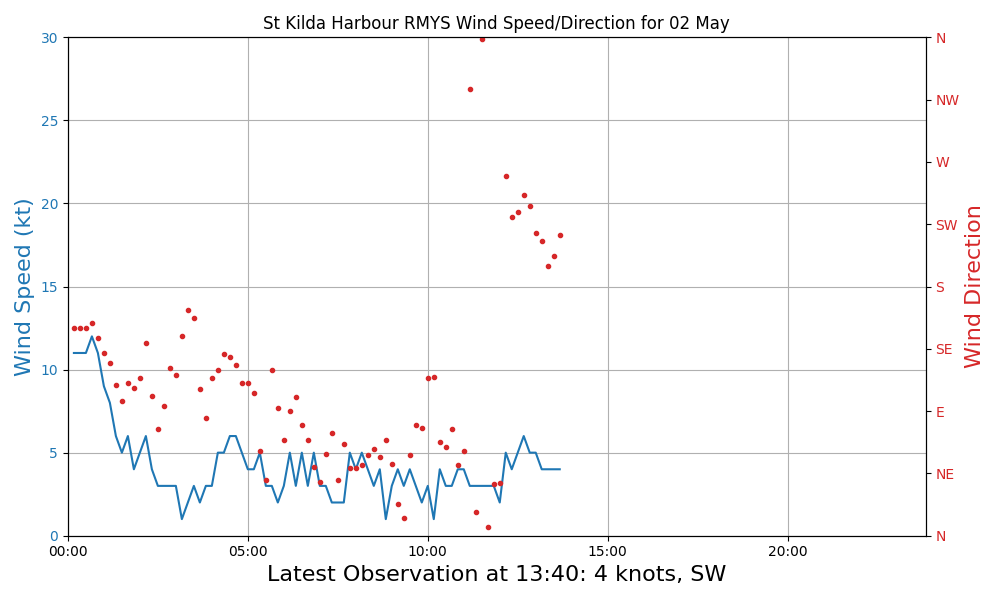 St Kilda Harbour RMYS Wind Speed/Direction for 02 May
Wind Speed (kt)
30
25
20
15
10
5
0
N
NW
W
SW
S
SE
E
NE
N
Wind Direction
00:00 05:00 10:00 15:00 20:00
Latest Observation at 13:40: 4 knots, SW